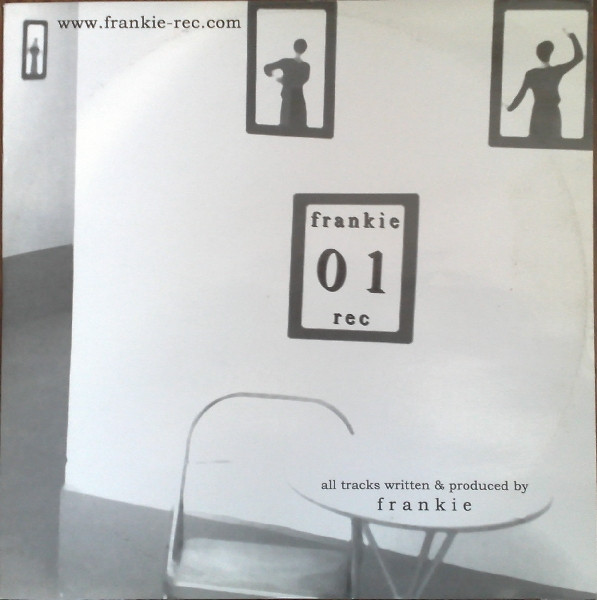 www.frankie-rec.com
frankie
01
rec
all tracks written & produced by
frankie